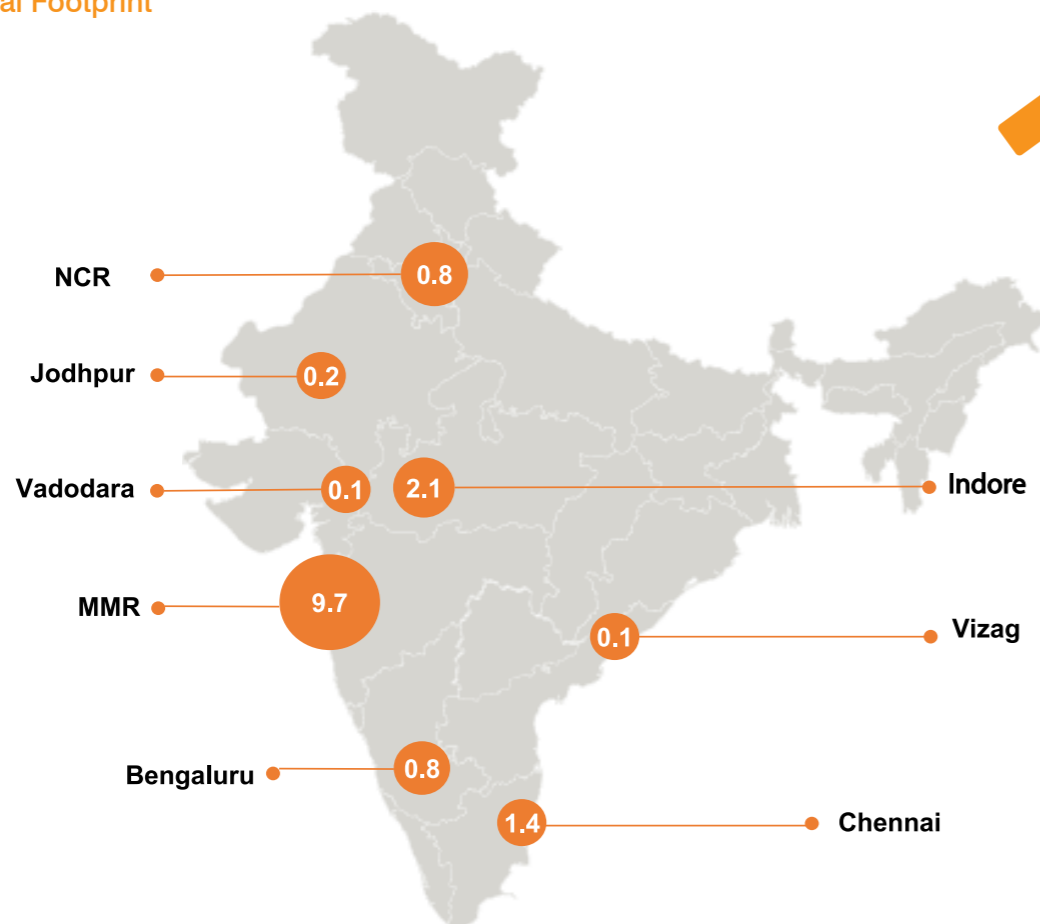 al Footprint
NCR
0.8
Jodhpur
0.2
Vadodara
0.1
2.1
Indore
MMR
9.7
0.1
Vizag
Bengaluru
0.8
1.4
Chennai